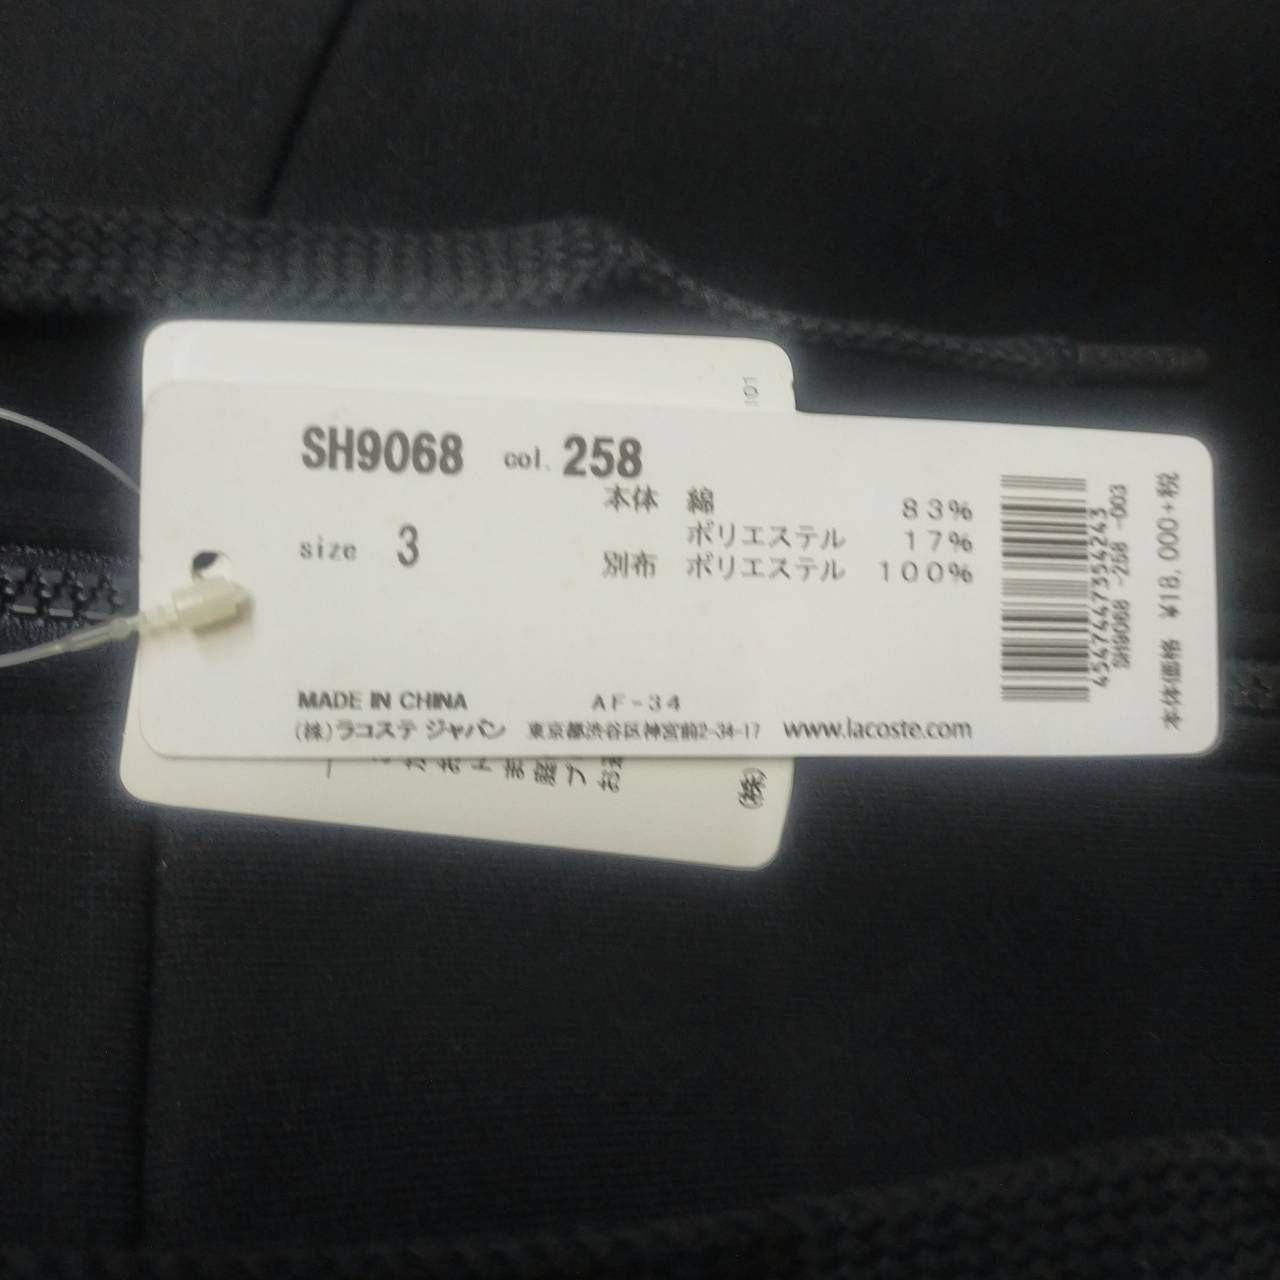 SH9068 col. 258
本体 綿 83%
ポリエステル 17%
別布 ポリエステル 100%
size 3
MADE IN CHINA AF-34
(株)ラコステ ジャパン 東京都渋谷区神宮前2-34-17 www.lacoste.com
4547447354243
SH9068 -258 -003
本体価格 ¥18,000+税
101
(株)